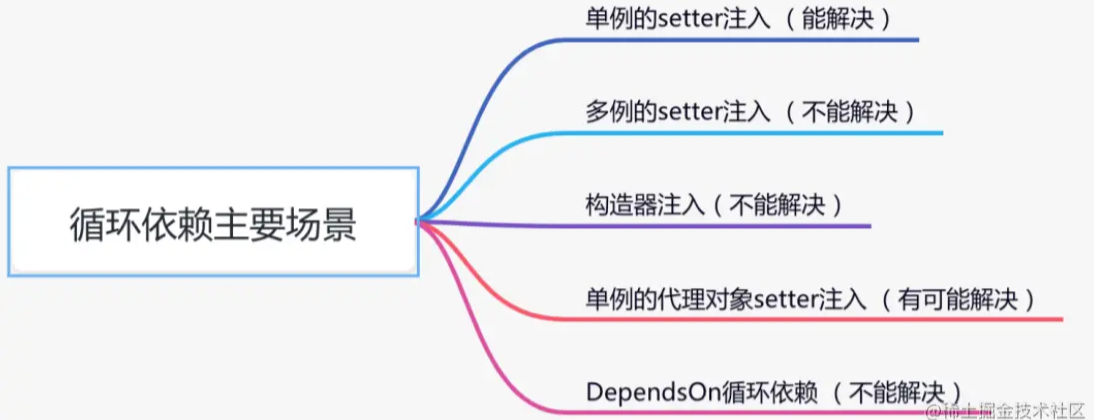 单例的setter注入（能解决）
多例的setter注入（不能解决）
循环依赖主要场景
构造器注入（不能解决）
单例的代理对象setter注入（有可能解决）
DependsOn循环依赖（不能解决）
@稀土掘金技术社区